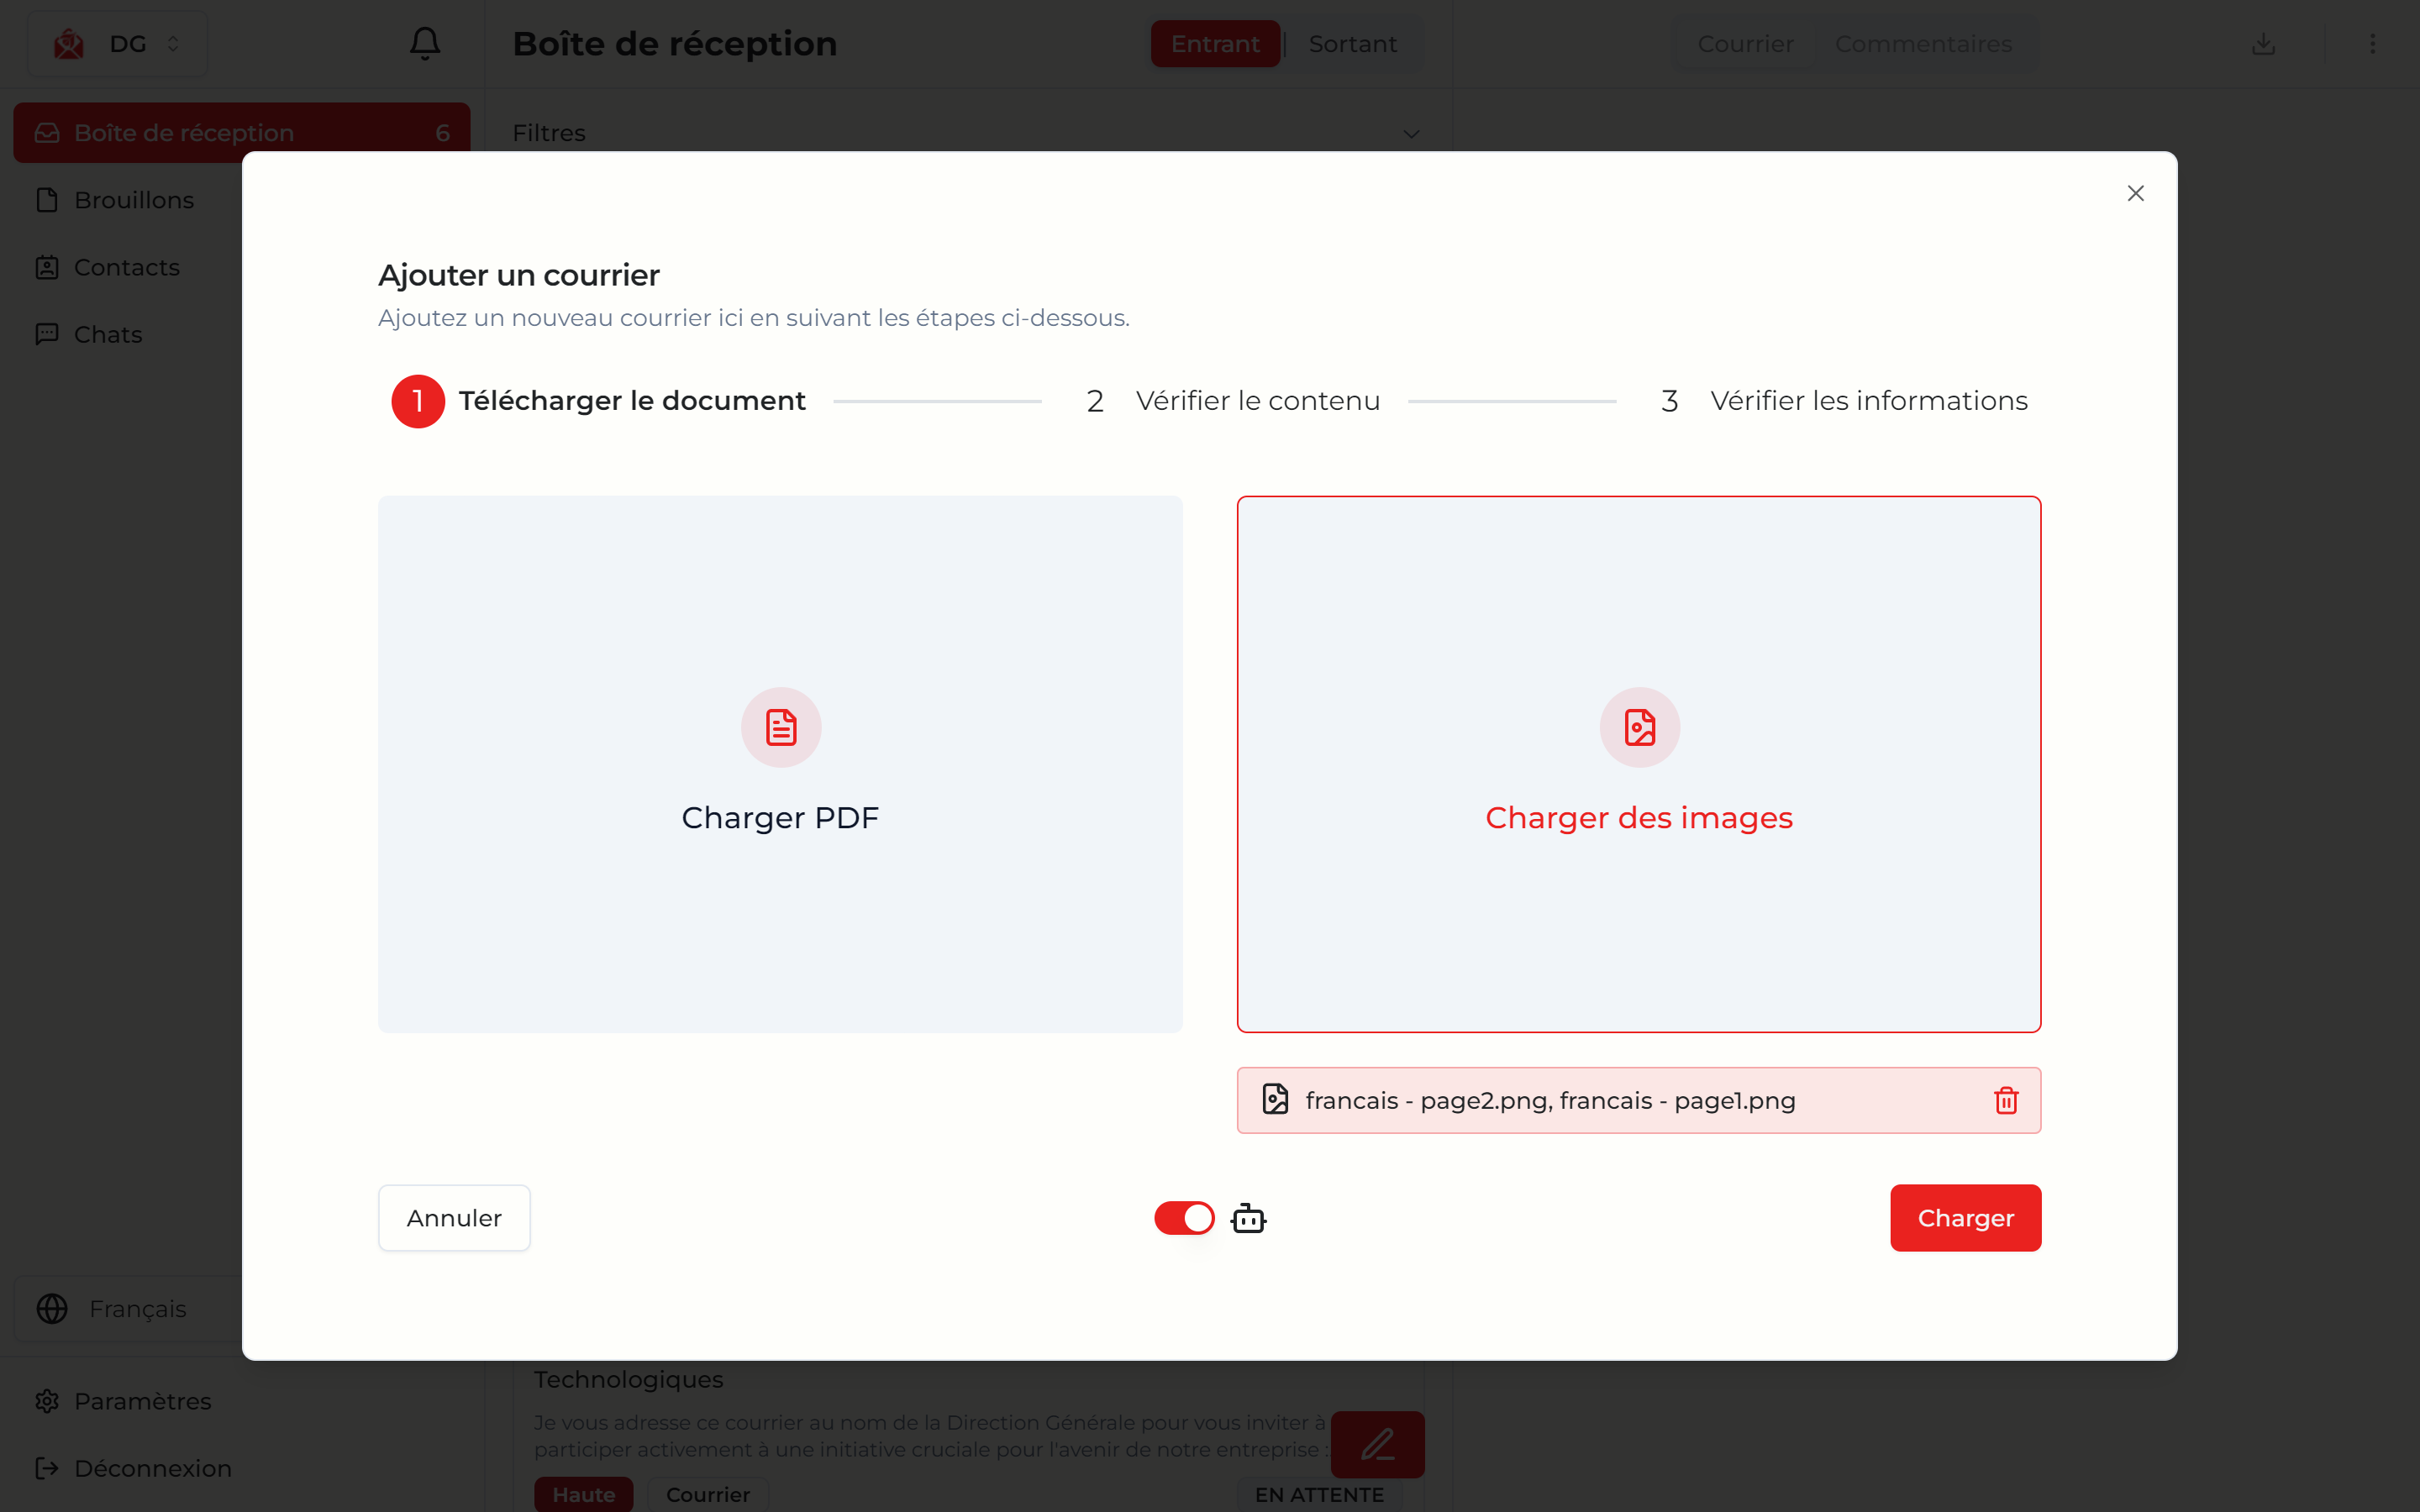 DG
Boîte de réception
Entrant
Sortant
Courrier
Commentaires
Boîte de réception 6
Filtres
Brouillons
Contacts
Chats
Ajouter un courrier
Ajoutez un nouveau courrier ici en suivant les étapes ci-dessous.
1 Télécharger le document
2 Vérifier le contenu
3 Vérifier les informations
Charger PDF
Charger des images
francais - page2.png, francais - page1.png
Annuler
Charger
Français
Paramètres
Déconnexion
Technologiques
Je vous adresse ce courrier au nom de la Direction Générale pour vous inviter à
participer activement à une initiative cruciale pour l'avenir de notre entreprise :
Haute
Courrier
EN ATTENTE